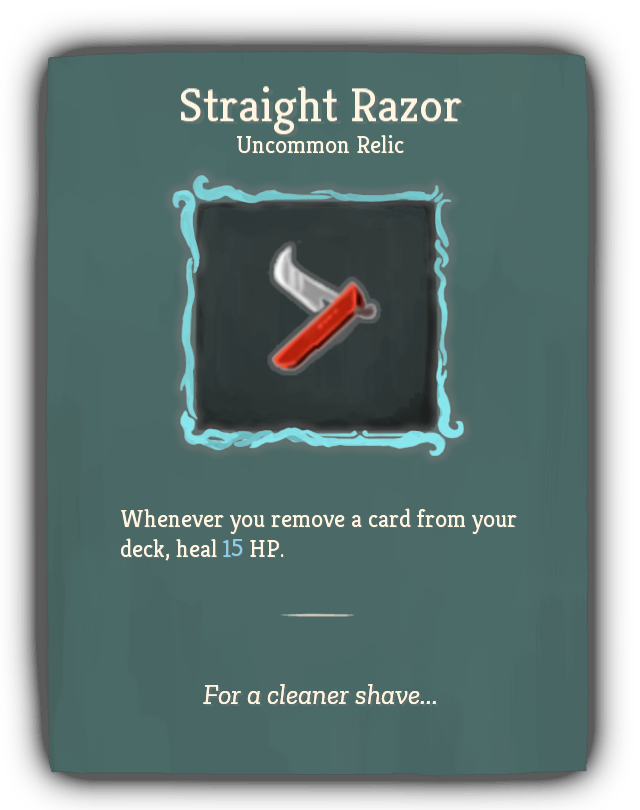 Straight Razor
Uncommon Relic
Whenever you remove a card from your
deck, heal 15 HP.
For a cleaner shave...